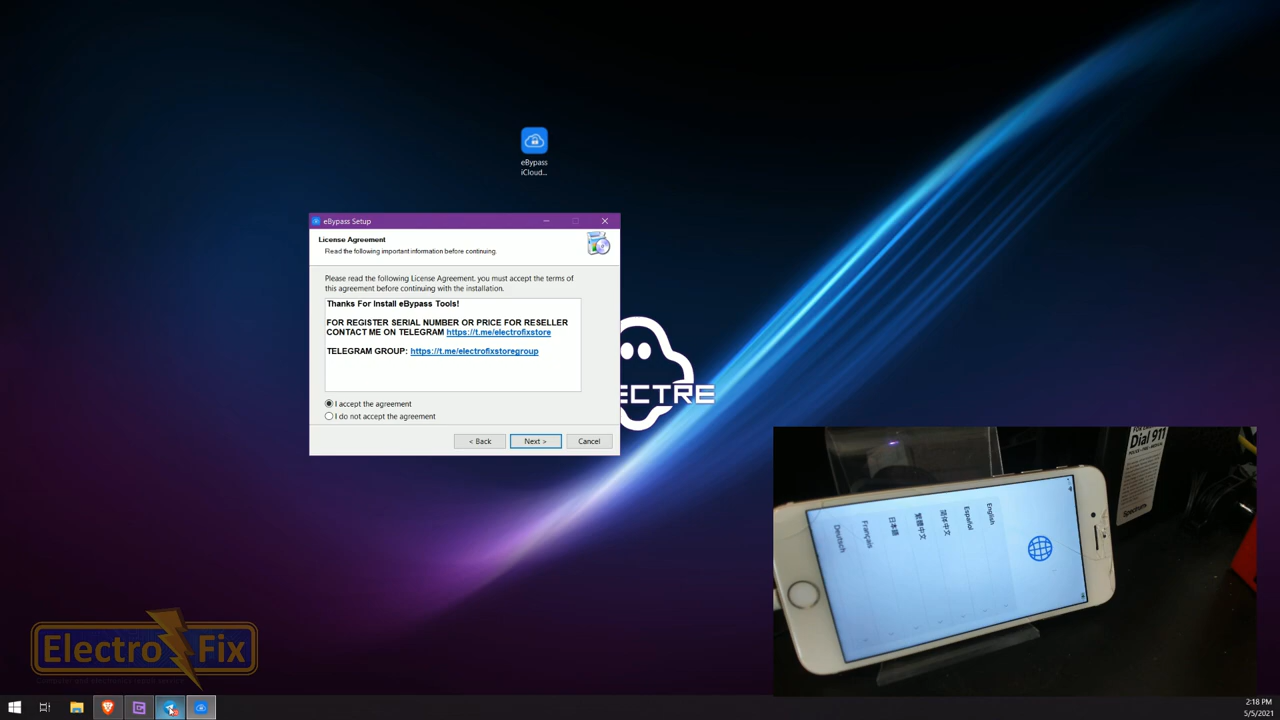 eBypass
iCloud...
eBypass Setup
License Agreement
Read the following important information before continuing.
Please read the following License Agreement, you must accept the terms of
this agreement before continuing with the installation.
Thanks For Install eBypass Tools!
FOR REGISTER SERIAL NUMBER OR PRICE FOR RESELLER
CONTACT ME ON TELEGRAM https://t.me/electrofixstore
TELEGRAM GROUP: https://t.me/electrofixstoregroup
I accept the agreement
I do not accept the agreement
< Back
Next >
Cancel
ECTRE
Dial 911
Spectrum
English
Español
简体中文
繁體中文
日本語
Français
Deutsch
Electro Fix
2:18 PM
5/5/2021